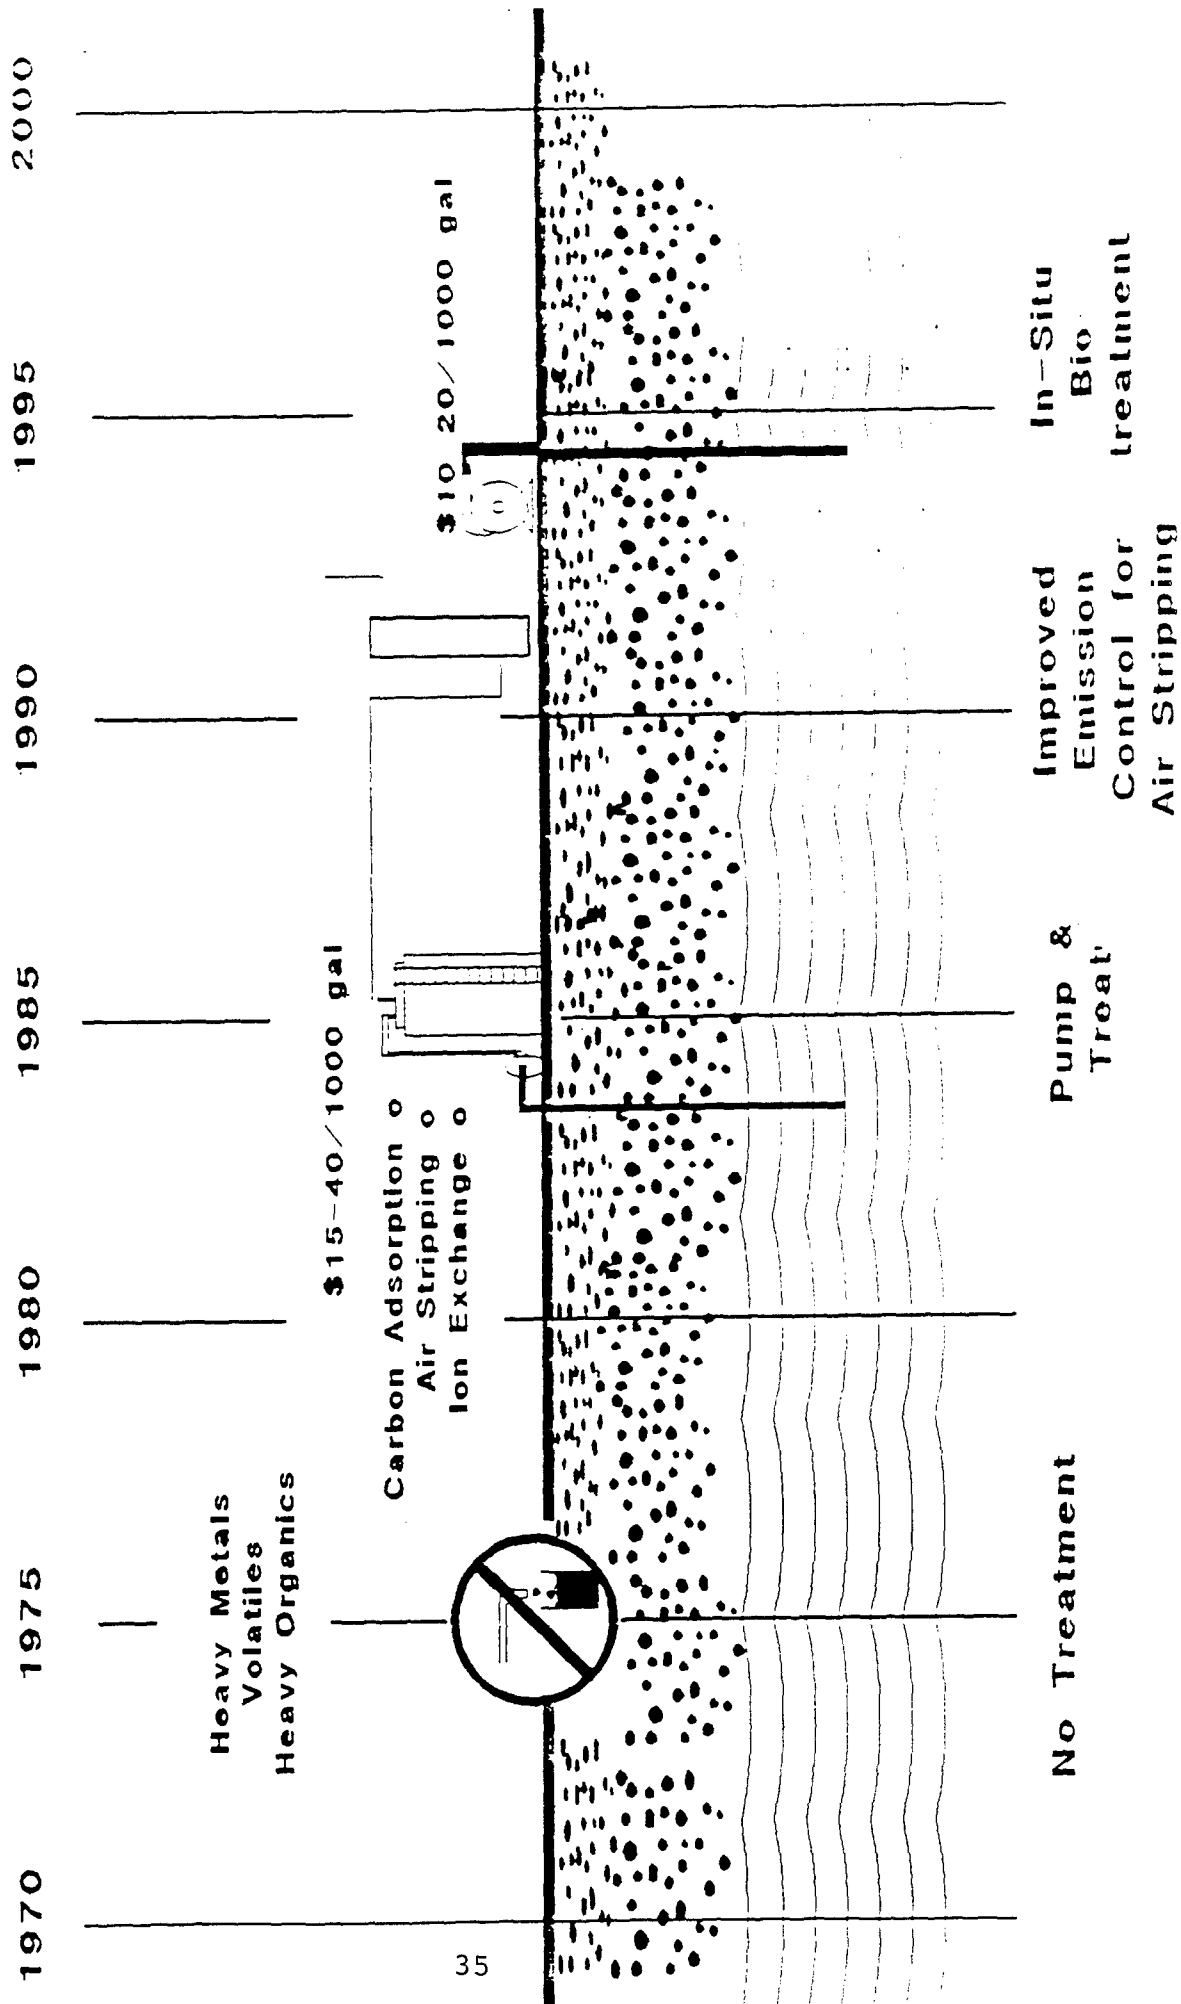 1970
1975
1980
1985
1990
1995
2000
Heavy Metals
Volatiles
Heavy Organics
$15-40/1000 gal
Carbon Adsorption o
Air Stripping o
Ion Exchange o
$10 20/1000 gal
No Treatment
Pump &
Treat
Improved
Emission
Control for
Air Stripping
In-Situ
Bio
treatment
35